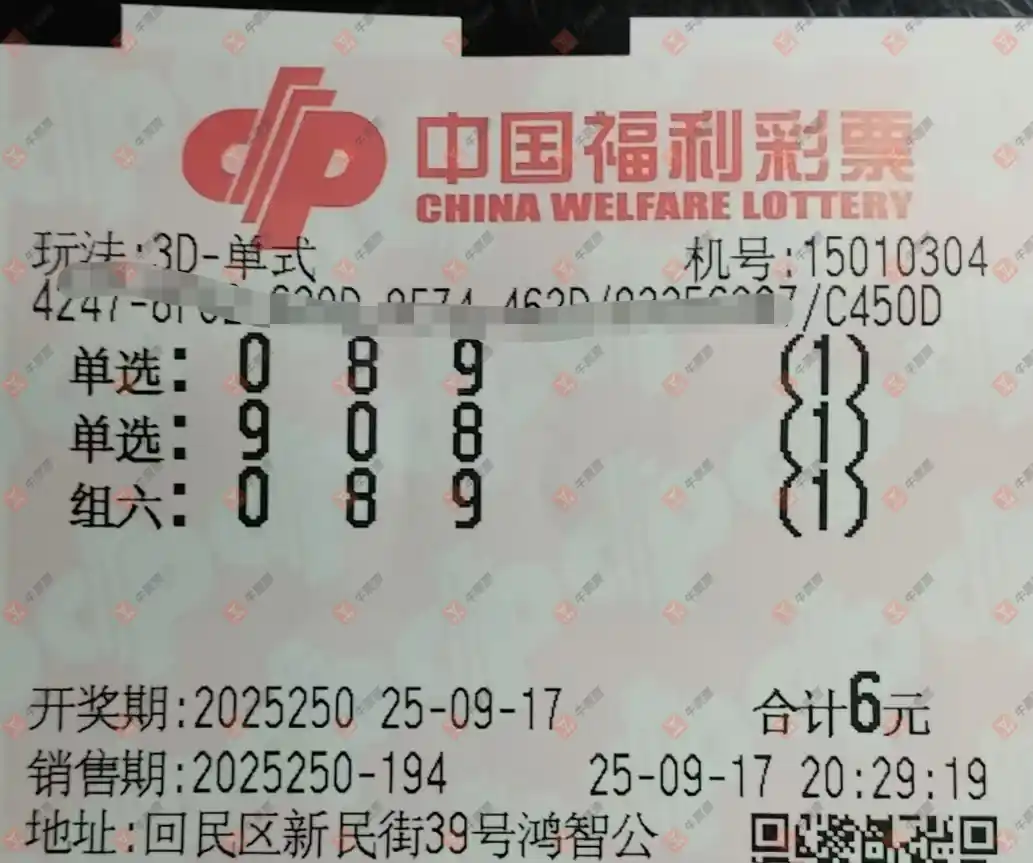 中国福利彩票
CHINA WELFARE LOTTERY
玩法:3D-单式 机号:15010304
4247- /C450D
单选: 0 8 9 (1)
单选: 9 0 8 (1)
组六: 0 8 9 (1)
开奖期:2025250 25-09-17 合计6元
销售期:2025250-194 25-09-17 20:29:19
地址:回民区新民街39号鸿智公